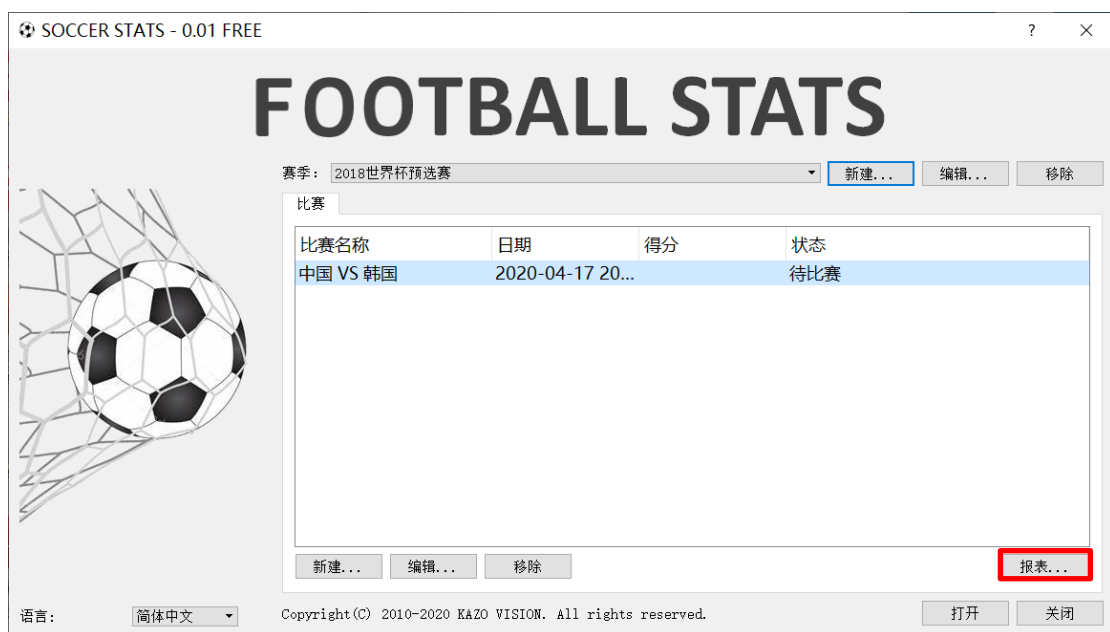 SOCCER STATS - 0.01 FREE
?
FOOTBALL STATS
赛季: 2018世界杯预选赛 新建... 编辑... 移除
比赛
比赛名称 日期 得分 状态
中国 VS 韩国 2020-04-17 20... 待比赛
新建... 编辑... 移除 报表...
语言: 简体中文 Copyright(C) 2010-2020 KAZO VISION. All rights reserved. 打开 关闭